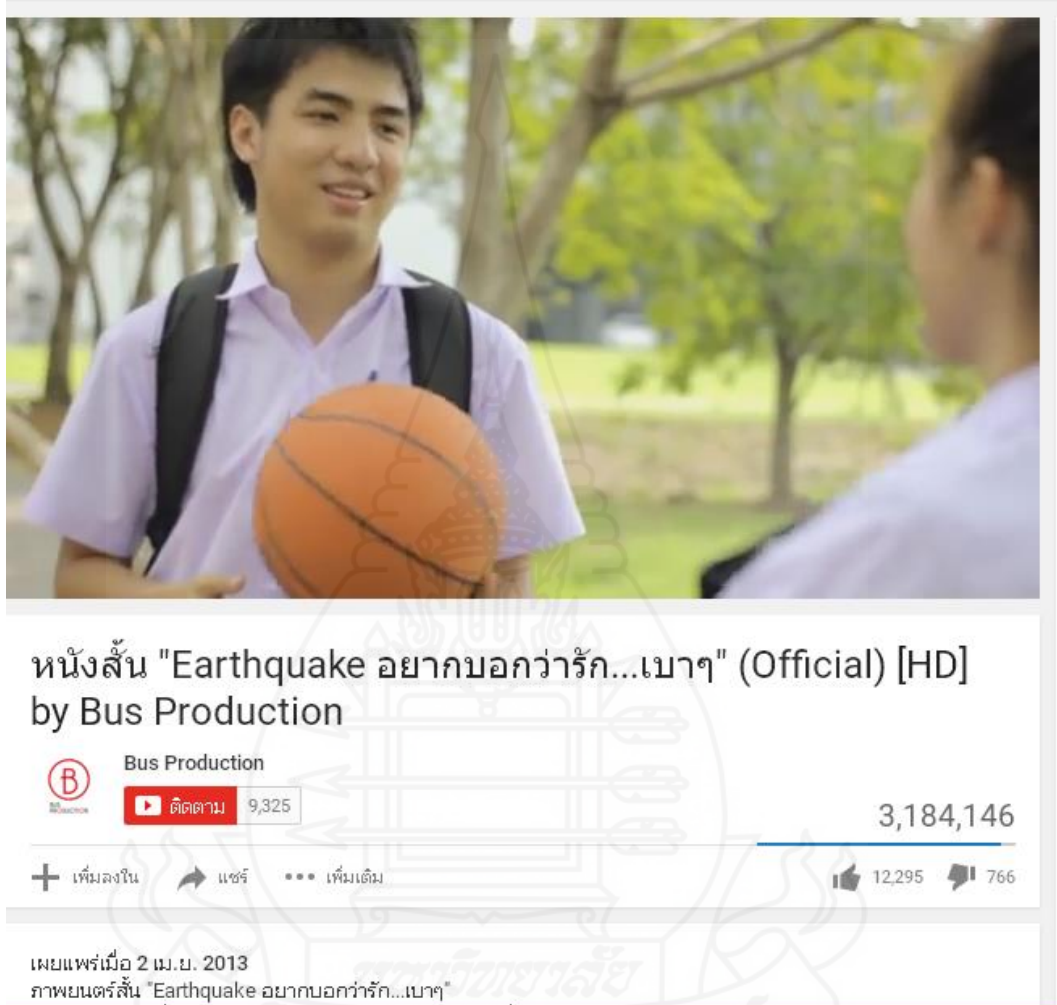 หนังสั้น "Earthquake อยากบอกว่ารัก...เบาๆ" (Official) [HD]
by Bus Production
Bus Production
B
BUS
PRODUCTION
ติดตาม 9,325
3,184,146
เพิ่มลงใน แชร์ เพิ่มเติม 12,295 766
เผยแพร่เมื่อ 2 เม.ย. 2013
ภาพยนตร์สั้น "Earthquake อยากบอกว่ารัก...เบาๆ"